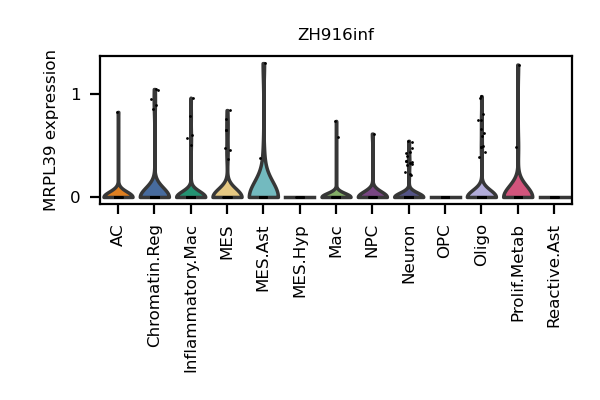 ZH916inf
MRPL39 expression
1
0
AC
Chromatin.Reg
Inflammatory.Mac
MES
MES.Ast
MES.Hyp
Mac
NPC
Neuron
OPC
Oligo
Prolif.Metab
Reactive.Ast